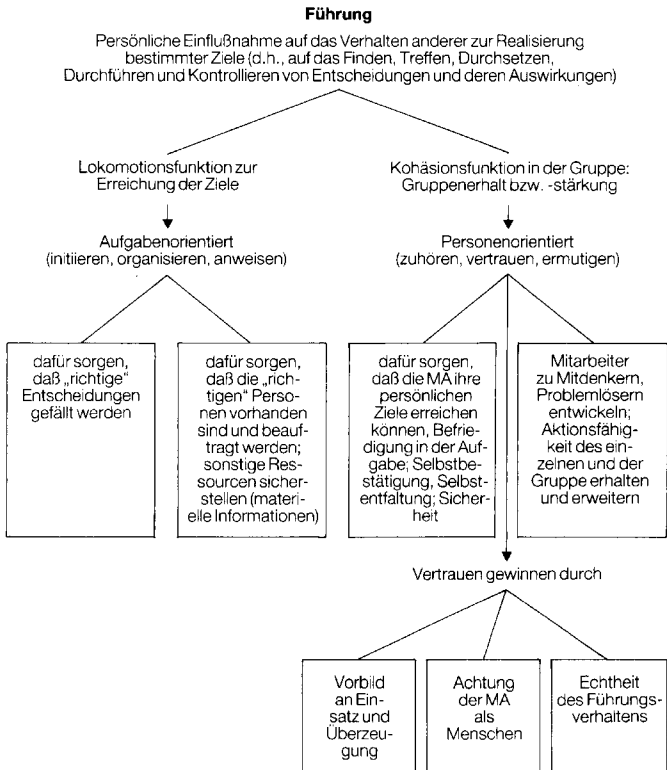 Führung
Persönliche Einflußnahme auf das Verhalten anderer zur Realisierung
bestimmter Ziele (d.h., auf das Finden, Treffen, Durchsetzen,
Durchführen und Kontrollieren von Entscheidungen und deren Auswirkungen)
Lokomotionsfunktion zur
Erreichung der Ziele
Kohäsionsfunktion in der Gruppe:
Gruppenerhalt bzw. -stärkung
Aufgabenorientiert
(initiieren, organisieren, anweisen)
Personenorientiert
(zuhören, vertrauen, ermutigen)
dafür sorgen,
daß „richtige"
Entscheidungen
gefällt werden
dafür sorgen,
daß die „rich-
tigen" Perso-
nen vorhanden
sind und beauf-
tragt werden;
sonstige Res-
sourcen sicher-
stellen (materi-
elle Informationen)
dafür sorgen,
daß die MA ihre
persönlichen
Ziele erreichen
können, Befrie-
digung in der Auf-
gabe; Selbstbe-
stätigung, Selbst-
entfaltung; Sicher-
heit
Mitarbeiter
zu Mitdenkern,
Problemlösern
entwickeln;
Aktionsfähig-
keit des ein-
zelnen und der
Gruppe erhalten
und erweitern
Vertrauen gewinnen durch
Vorbild
an Ein-
satz und
Überzeu-
gung
Achtung
der MA
als
Menschen
Echtheit
des Führungs-
verhaltens